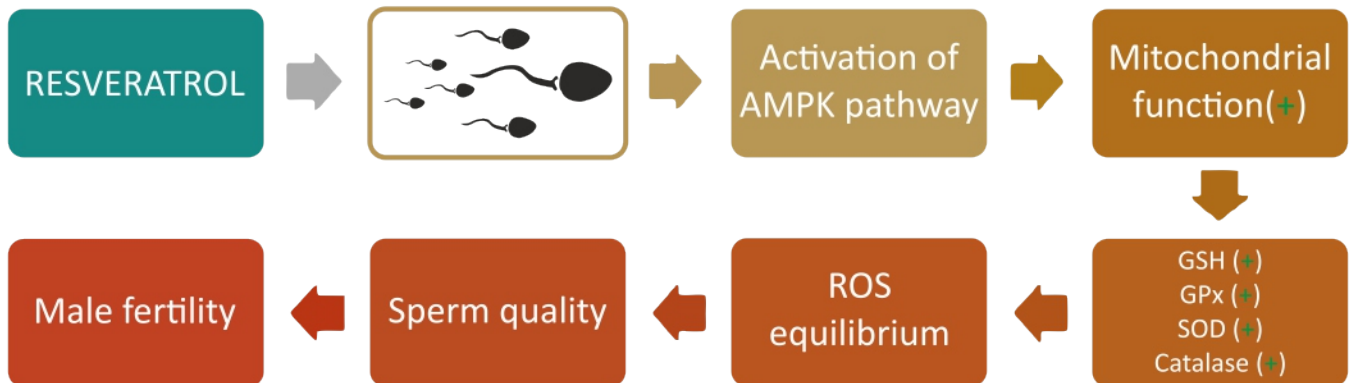 RESVERATROL
Activation of
AMPK pathway
Mitochondrial
function(+)
GSH (+)
GPx (+)
SOD (+)
Catalase (+)
ROS
equilibrium
Sperm quality
Male fertility